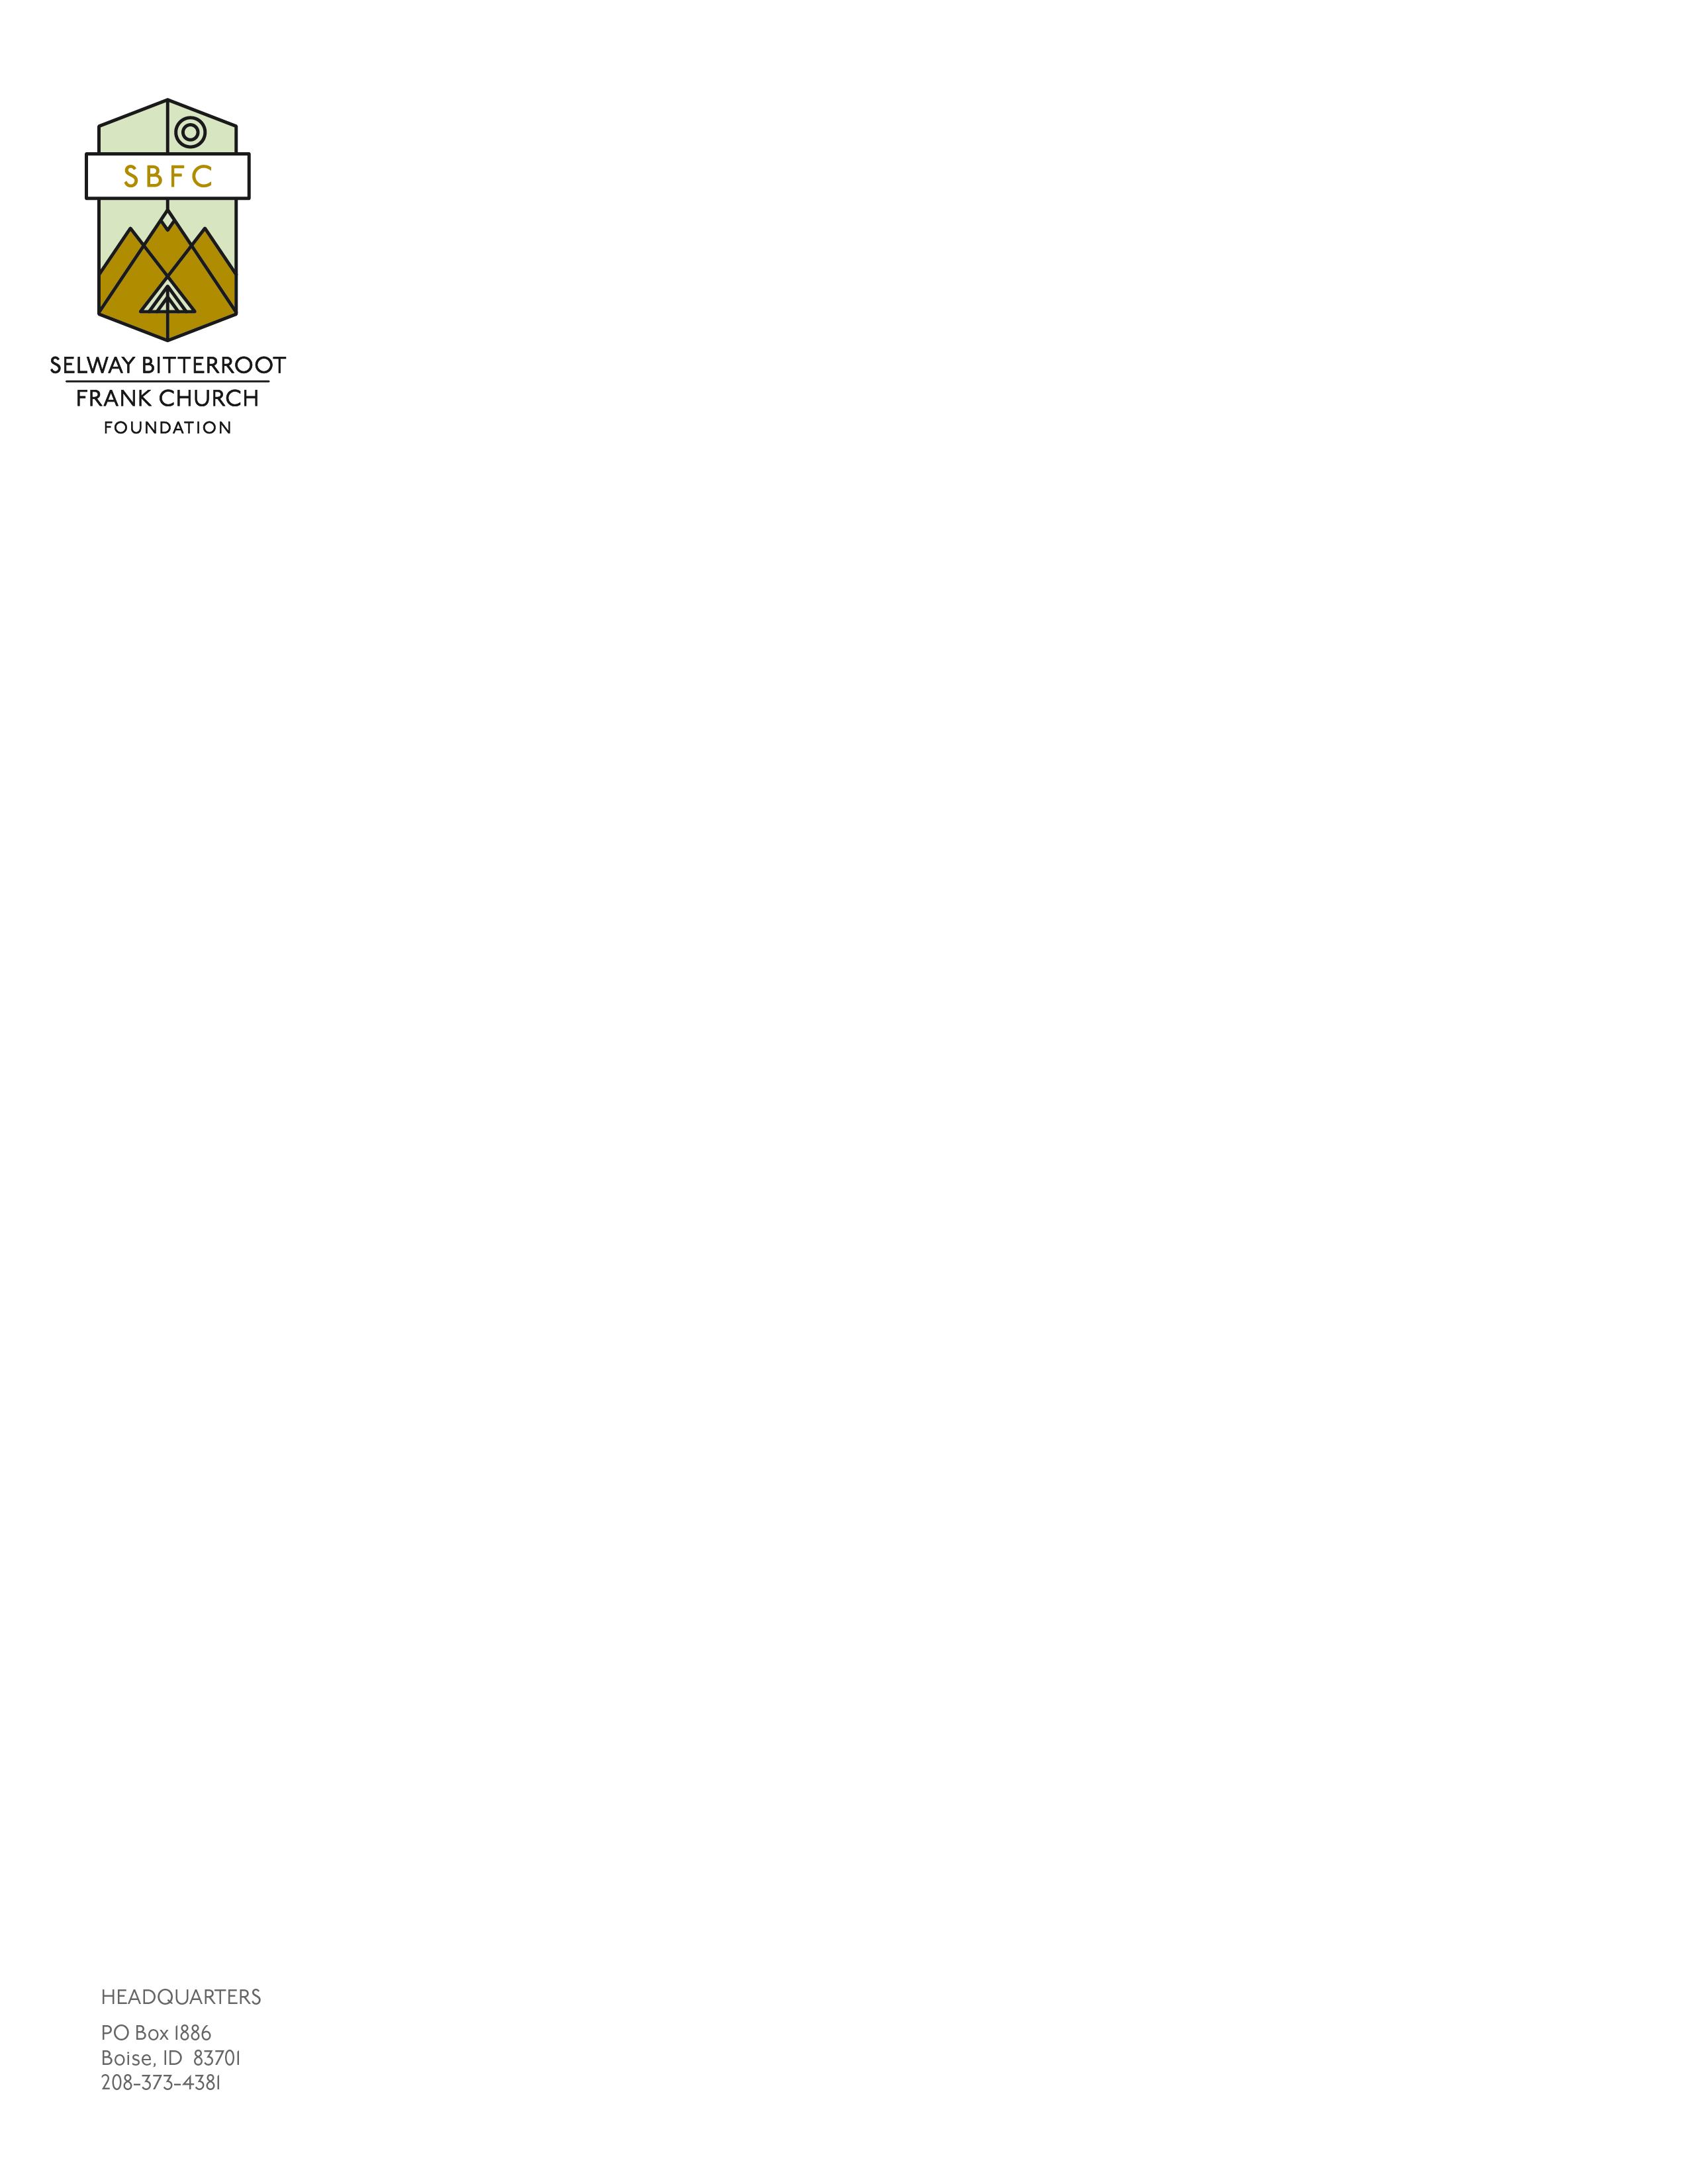 SBFC
SELWAY BITTERROOT
FRANK CHURCH
FOUNDATION
HEADQUARTERS
PO Box 1886
Boise, ID  83701
208-373-4381